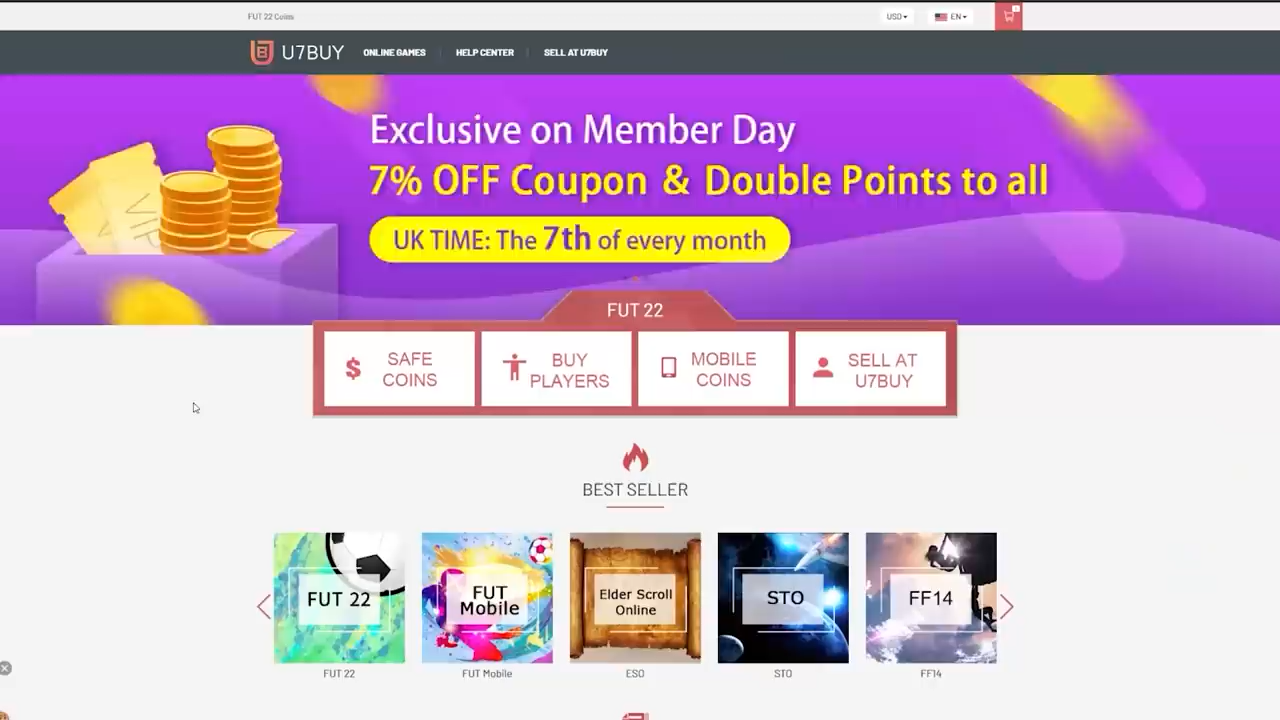 FUT 22 Coins
USD
EN
1
U7BUY
ONLINE GAMES
HELP CENTER
SELL AT U7BUY
Exclusive on Member Day
7% OFF Coupon & Double Points to all
UK TIME: The 7th of every month
VIP
FUT 22
SAFE
COINS
BUY
PLAYERS
MOBILE
COINS
SELL AT
U7BUY
BEST SELLER
FUT 22
FUT
Mobile
Elder Scroll
Online
STO
FF14
FUT 22
FUT Mobile
ESO
STO
FF14